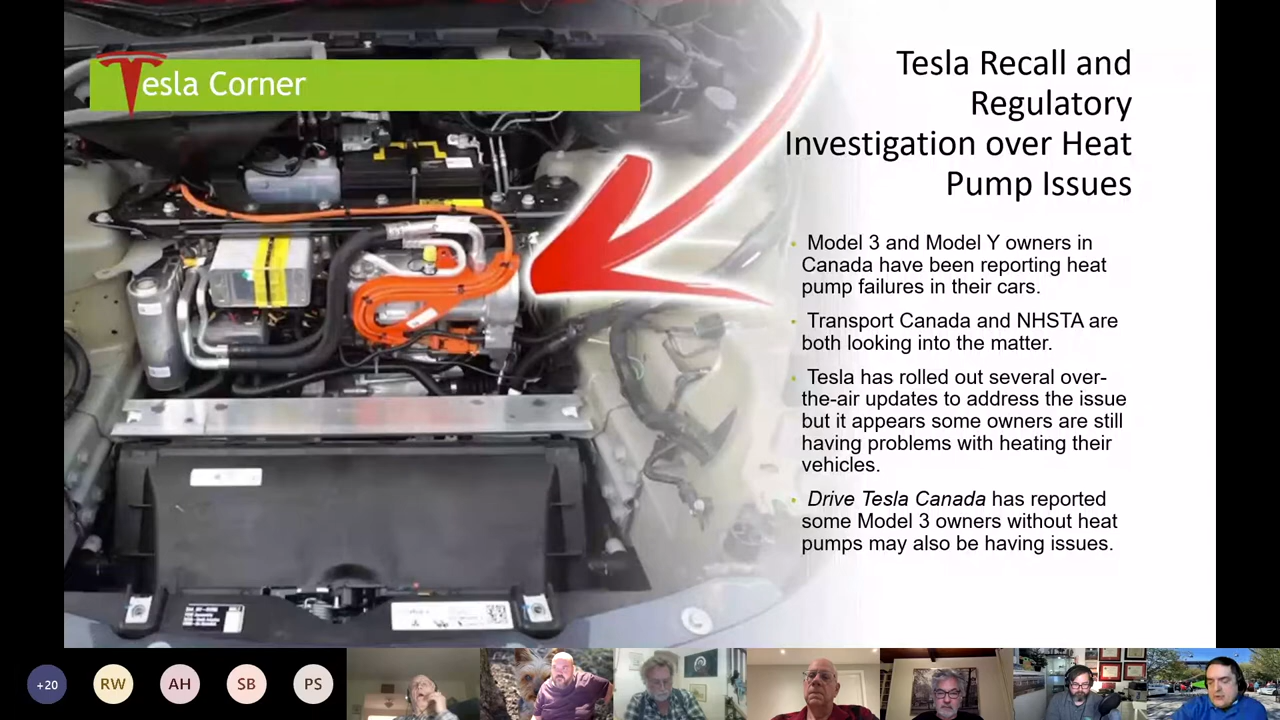 Tesla Corner
Tesla Recall and
Regulatory
Investigation over Heat
Pump Issues
Model 3 and Model Y owners in
Canada have been reporting heat
pump failures in their cars.
Transport Canada and NHSTA are
both looking into the matter.
Tesla has rolled out several over-
the-air updates to address the issue
but it appears some owners are still
having problems with heating their
vehicles.
Drive Tesla Canada has reported
some Model 3 owners without heat
pumps may also be having issues.
+20
RW
AH
SB
PS